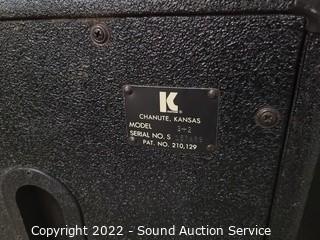 K
CHANUTE, KANSAS
MODEL
SERIAL NO. S
PAT. NO. 210,129
Copyright 2022 - Sound Auction Service